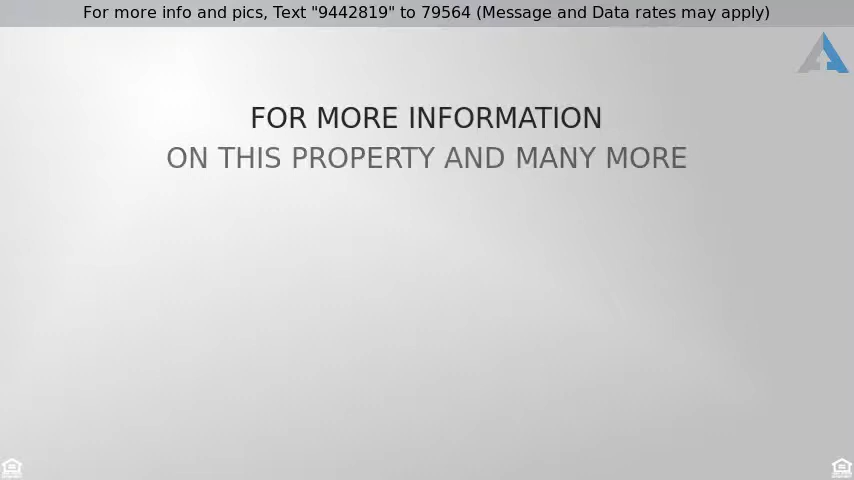 For more info and pics, Text "9442819" to 79564 (Message and Data rates may apply)
FOR MORE INFORMATION
ON THIS PROPERTY AND MANY MORE